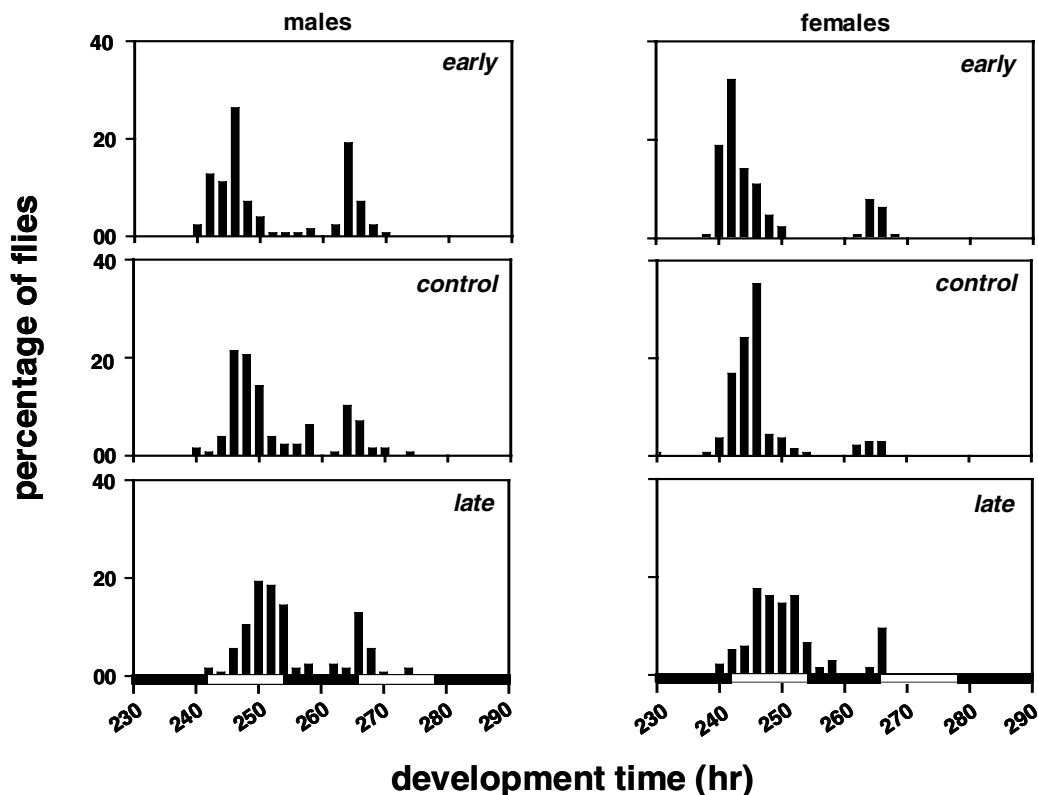 males
females
40
early
early
20
00
40
control
control
20
00
40
late
late
20
00
230 240 250 260 270 280 290
230 240 250 260 270 280 290
percentage of flies
development time (hr)